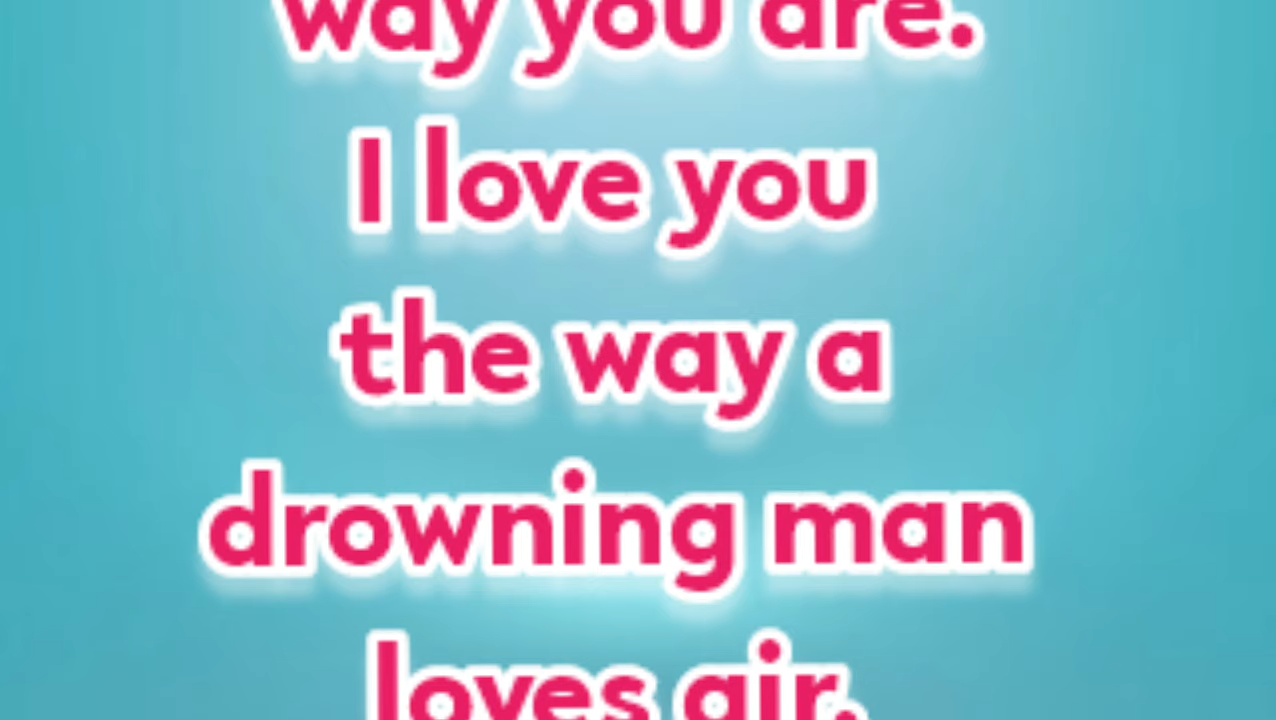 way you are.
I love you
the way a
drowning man
loves air.